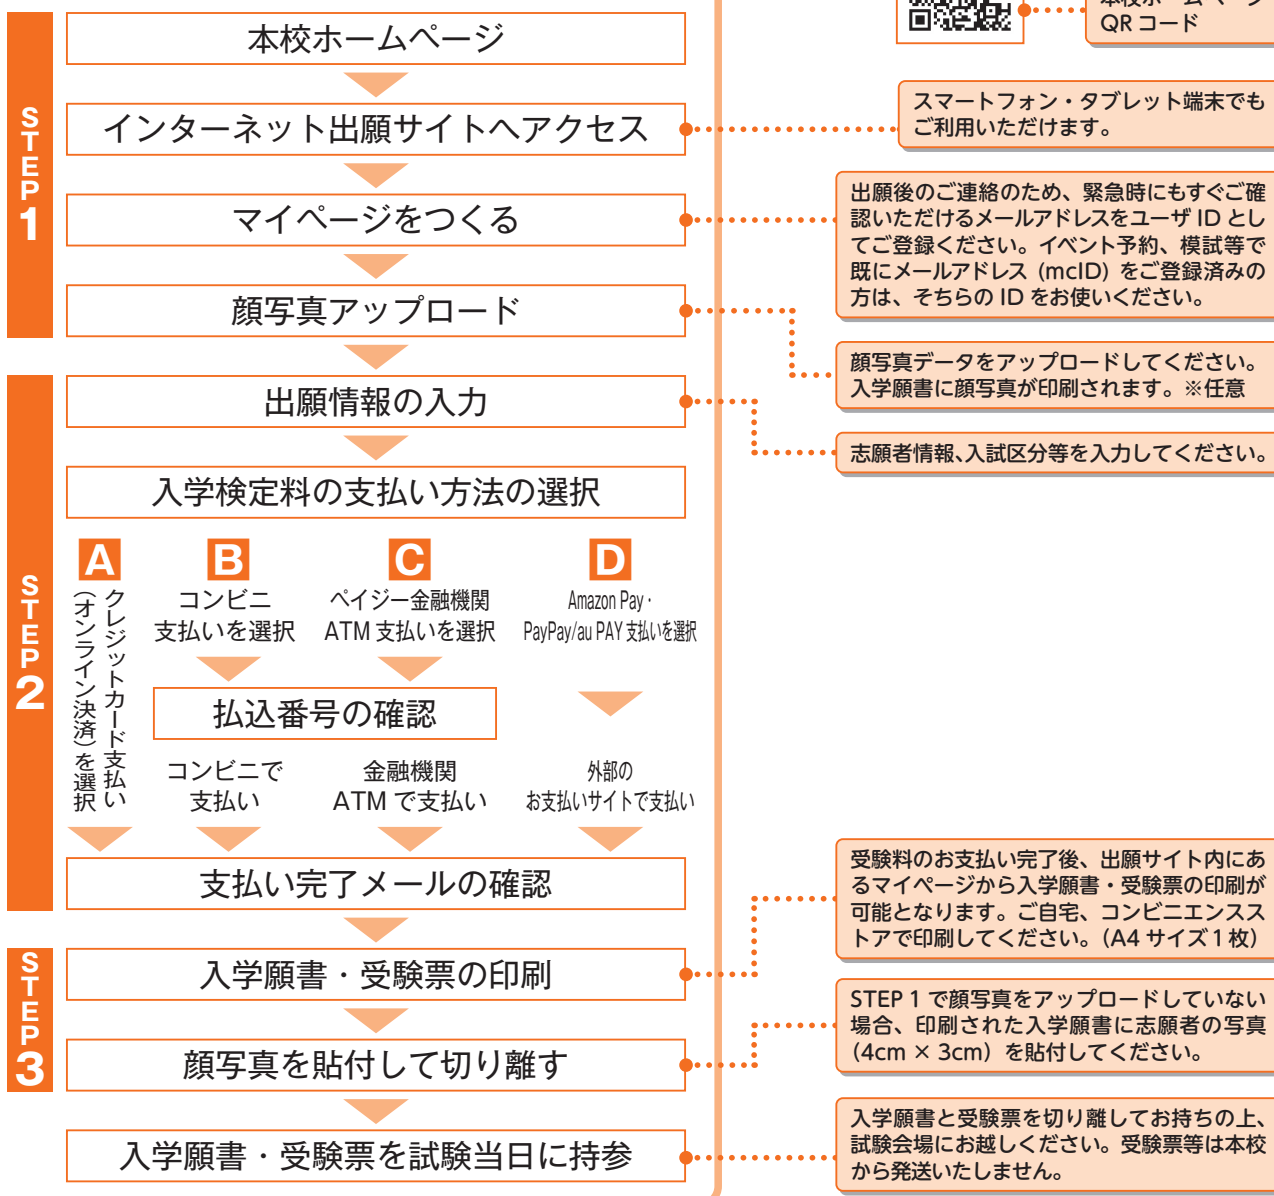 STEP1
本校ホームページ
インターネット出願サイトへアクセス
マイページをつくる
顔写真アップロード
QR コード
スマートフォン・タブレット端末でも
ご利用いただけます。
出願後のご連絡のため、緊急時にもすぐご確
認いただけるメールアドレスをユーザ ID とし
てご登録ください。イベント予約、模試等で
既にメールアドレス (mcID) をご登録済みの
方は、そちらの ID をお使いください。
顔写真データをアップロードしてください。
入学願書に顔写真が印刷されます。※任意
STEP2
出願情報の入力
志願者情報、入試区分等を入力してください。
入学検定料の支払い方法の選択
A
クレジットカード支払い
（オンライン決済）を選択
B
コンビニ
支払いを選択
C
ペイジー金融機関
ATM 支払いを選択
D
Amazon Pay・
PayPay/au PAY 支払いを選択
払込番号の確認
コンビニで
支払い
金融機関
ATM で支払い
外部の
お支払いサイトで支払い
支払い完了メールの確認
STEP3
入学願書・受験票の印刷
受験料のお支払い完了後、出願サイト内にあ
るマイページから入学願書・受験票の印刷が
可能となります。ご自宅、コンビニエンスス
トアで印刷してください。（A4 サイズ 1 枚）
顔写真を貼付して切り離す
STEP 1 で顔写真をアップロードしていない
場合、印刷された入学願書に志願者の写真
（4cm × 3cm）を貼付してください。
入学願書・受験票を試験当日に持参
入学願書と受験票を切り離してお持ちの上、
試験会場にお越しください。受験票等は本校
から発送いたしません。